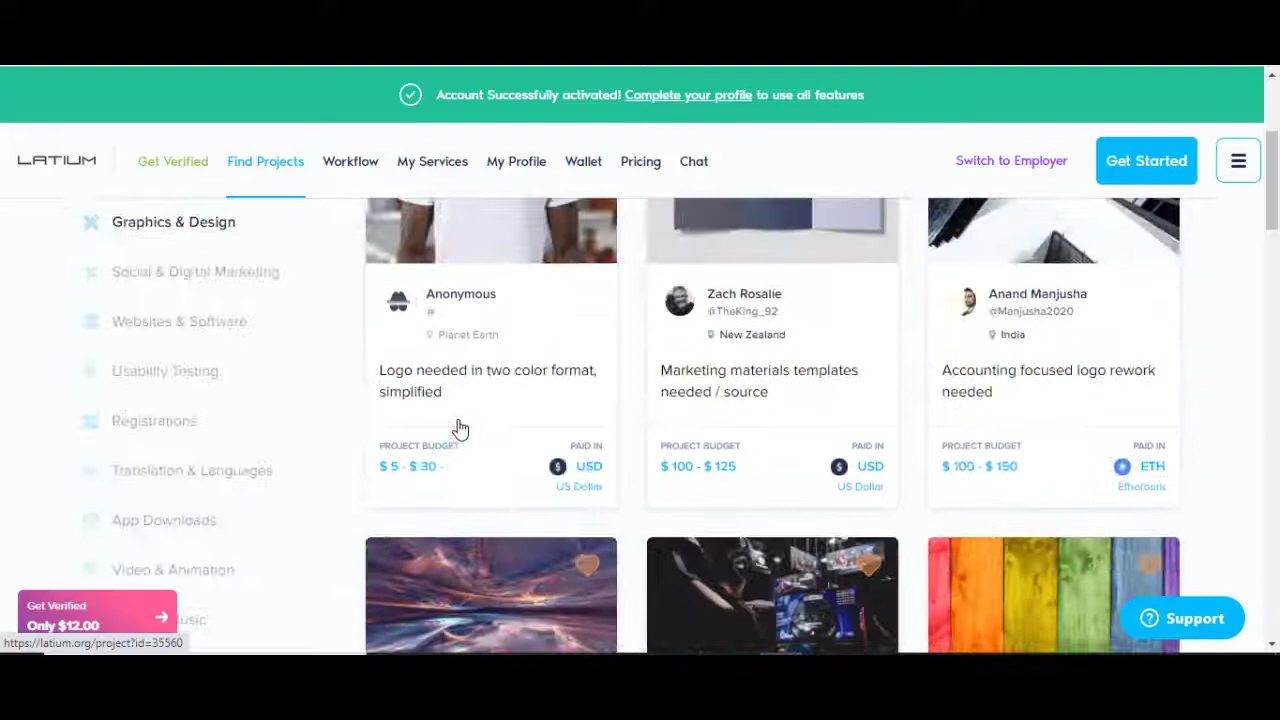 Account Successfully activated! Complete your profile to use all features
LATIUM
Get Verified
Find Projects
Workflow
My Services
My Profile
Wallet
Pricing
Chat
Switch to Employer
Get Started
Graphics & Design
Social & Digital Marketing
Websites & Software
Usability Testing
Registrations
Translation & Languages
App Downloads
Video & Animation
Anonymous
@
Planet Earth
Logo needed in two color format,
simplified
PROJECT BUDGET
PAID IN
$ 5 - $ 30 -
USD
US Dollar
Zach Rosalie
@TheKing_92
New Zealand
Marketing materials templates
needed / source
PROJECT BUDGET
PAID IN
$ 100 - $ 125
USD
US Dollar
Anand Manjusha
@Manjusha2020
India
Accounting focused logo rework
needed
PROJECT BUDGET
PAID IN
$ 100 - $ 150
ETH
Ethereum
Get Verified
Only $12.00
usic
https://latium.org/project?id=35560
Support